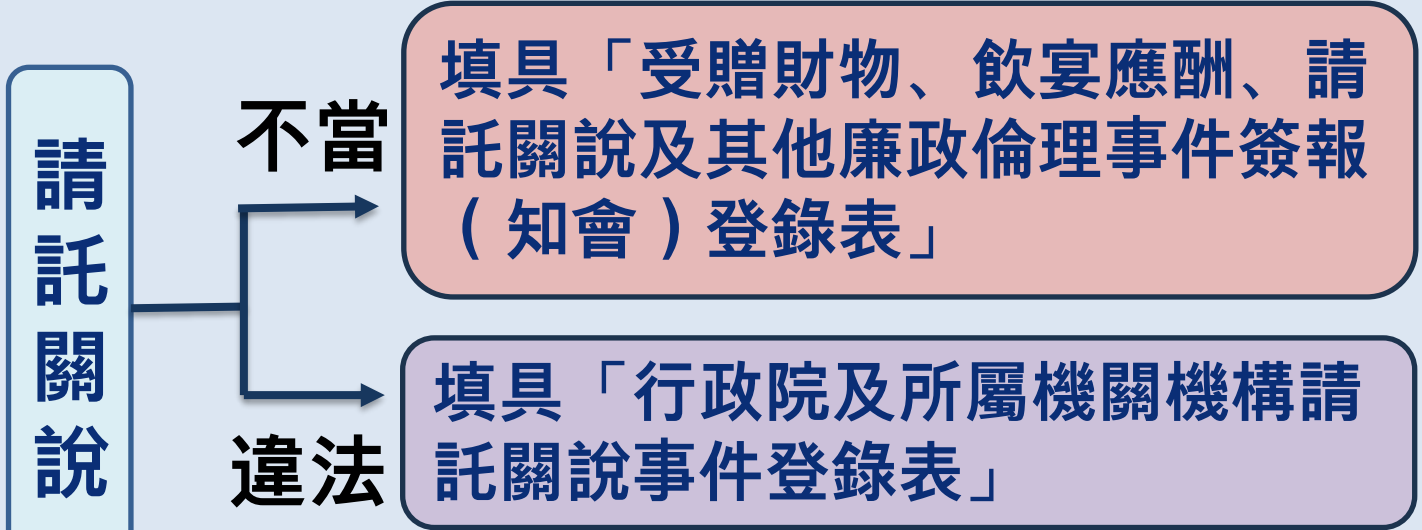 請託關說
不當
填具「受贈財物、飲宴應酬、請
託關說及其他廉政倫理事件簽報
(知會)登錄表」
違法
填具「行政院及所屬機關機構請
託關說事件登錄表」